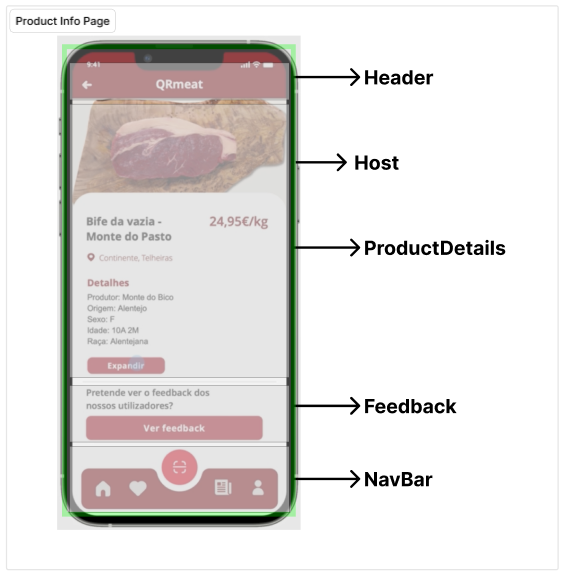 Product Info Page
9:41
QRmeat
Header
Host
Bife da vazia -
Monte do Pasto
24,95€/kg
Continente, Telheiras
ProductDetails
Detalhes
Produtor: Monte do Bico
Origem: Alentejo
Sexo: F
Idade: 10A 2M
Raça: Alentejana
Expandir
Pretende ver o feedback dos
nossos utilizadores?
Feedback
Ver feedback
NavBar